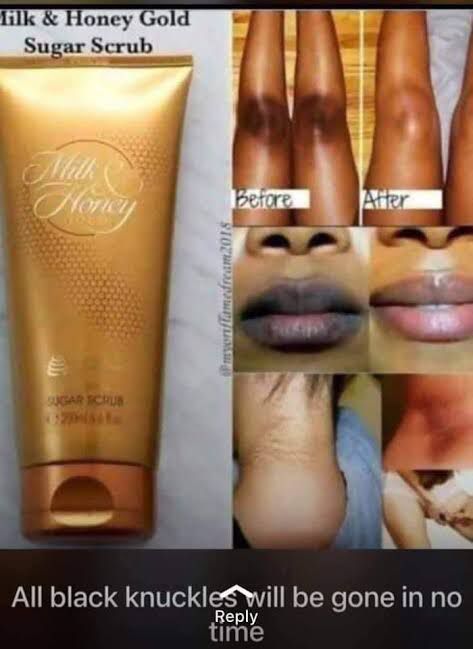 Milk & Honey Gold
Sugar Scrub
Milk &
Honey
SUGAR SCRUB
Before
After
@myoriflamedream2018
All black knuckles will be gone in no
time
Reply